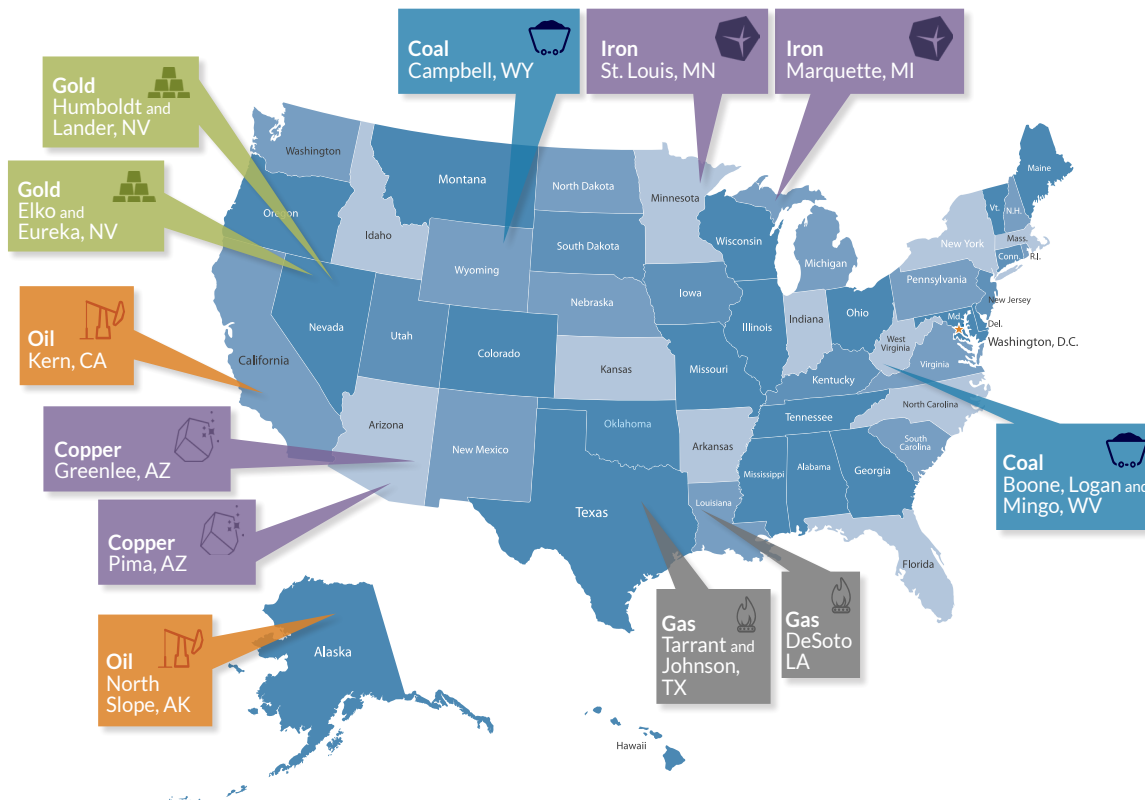 Coal
Campbell, WY
Iron
St. Louis, MN
Iron
Marquette, MI
Gold
Humboldt and
Lander, NV
Gold
Elko and
Eureka, NV
Oil
Kern, CA
Copper
Greenlee, AZ
Copper
Pima, AZ
Oil
North
Slope, AK
Gas
Tarrant and
Johnson,
TX
Gas
DeSoto
LA
Coal
Boone, Logan and
Mingo, WV
Washington
Oregon
Idaho
Montana
North Dakota
Minnesota
South Dakota
Wyoming
Wisconsin
Michigan
Nebraska
Iowa
Nevada
Utah
Colorado
California
Kansas
Missouri
Illinois
Indiana
Ohio
Kentucky
West
Virginia
Virginia
Pennsylvania
New York
Maine
Vt.
N.H.
Mass.
Conn.
R.I.
New Jersey
Md.
Del.
Washington, D.C.
North Carolina
South
Carolina
Tennessee
Arizona
New Mexico
Oklahoma
Arkansas
Texas
Louisiana
Mississippi
Alabama
Georgia
Florida
Alaska
Hawaii